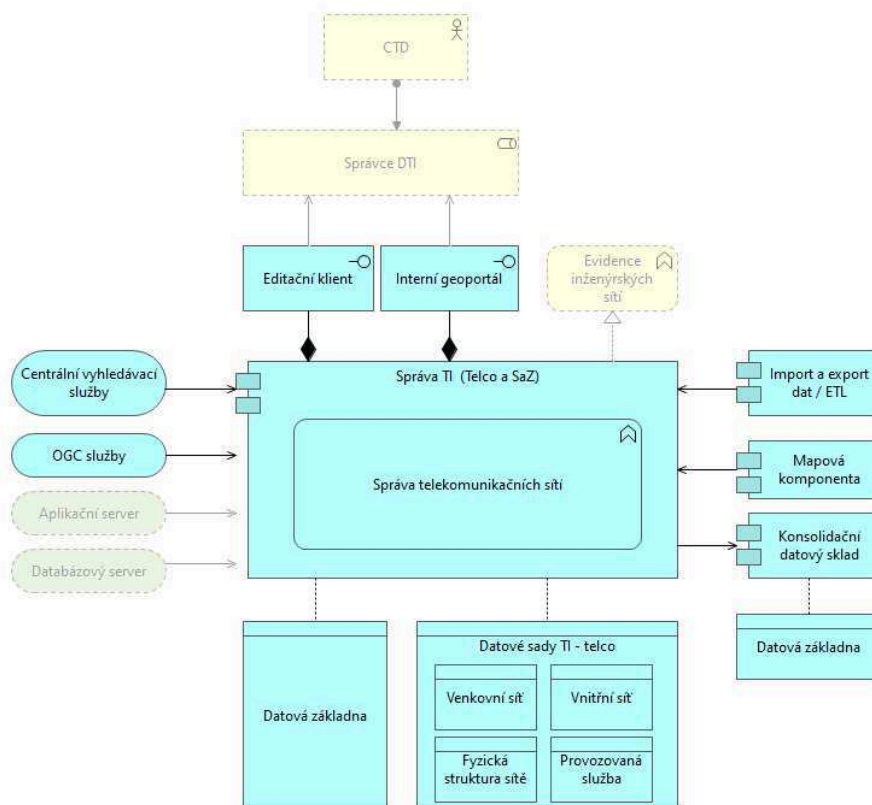 CTD
Správce DTI
Editační klient
Interní geoportál
Evidence
inženýrských
sítí
Centrální vyhledávací
služby
Správa TI (Telco a SaZ)
Import a export
dat / ETL
OGC služby
Správa telekomunikačních sítí
Mapová
komponenta
Aplikační server
Konsolidační
datový sklad
Databázový server
Datová základna
Datové sady TI - telco
Datová základna
Venkovní síť
Vnitřní síť
Fyzická
struktura sítě
Provozovaná
služba